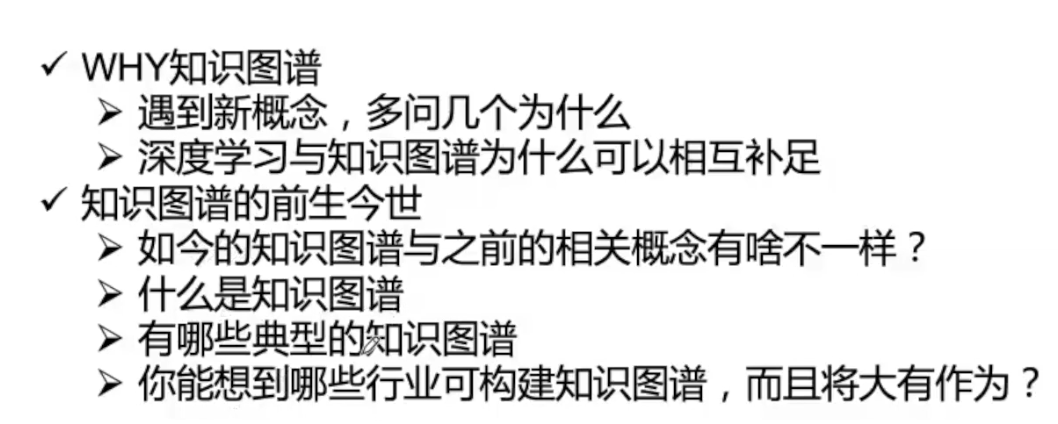 ✓ WHY知识图谱
➢ 遇到新概念，多问几个为什么
➢ 深度学习与知识图谱为什么可以相互补足
✓ 知识图谱的前生今世
➢ 如今的知识图谱与之前的相关概念有啥不一样？
➢ 什么是知识图谱
➢ 有哪些典型的知识图谱
➢ 你能想到哪些行业可构建知识图谱，而且将大有作为？